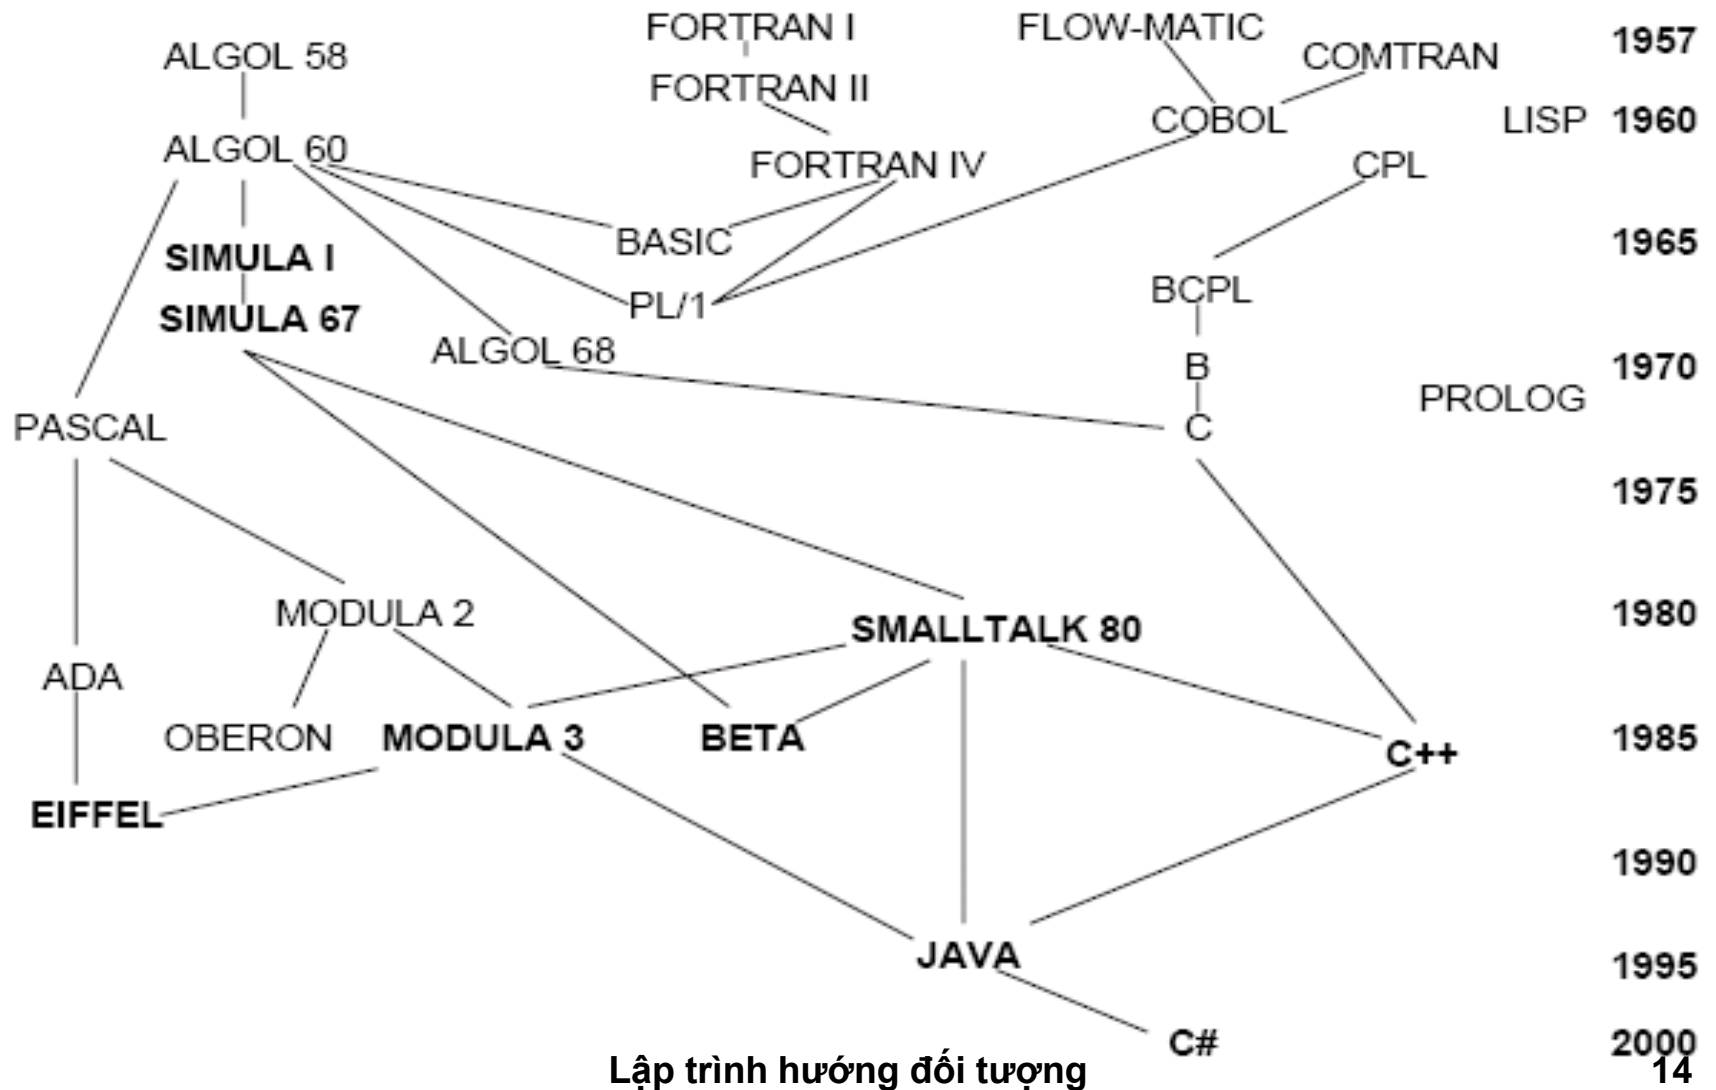 FORTRAN I FLOW-MATIC 1957
ALGOL 58 COMTRAN
FORTRAN II
COBOL LISP 1960
ALGOL 60 FORTRAN IV CPL
BASIC 1965
SIMULA I
BCPL
SIMULA 67 PL/1
ALGOL 68
B 1970
PROLOG
PASCAL C
1975
MODULA 2 1980
SMALLTALK 80
ADA
OBERON MODULA 3 BETA 1985
C++
EIFFEL
1990
JAVA 1995
C# 2000
Lập trình hướng đối tượng 14